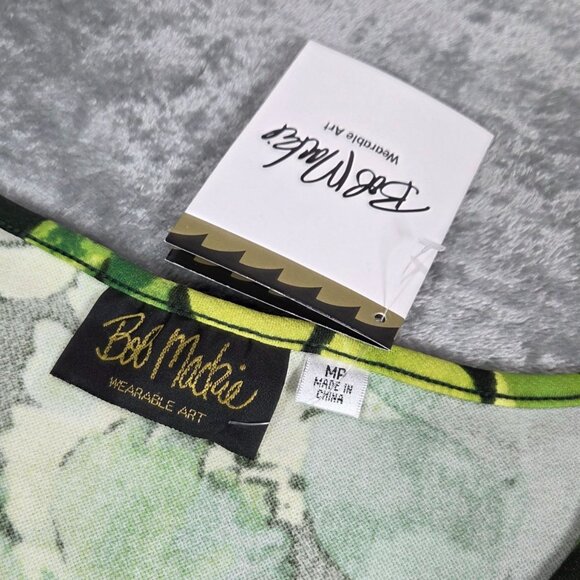 Bob Mackie
Wearable Art
Bob Mackie
WEARABLE ART
MP
MADE IN
CHINA